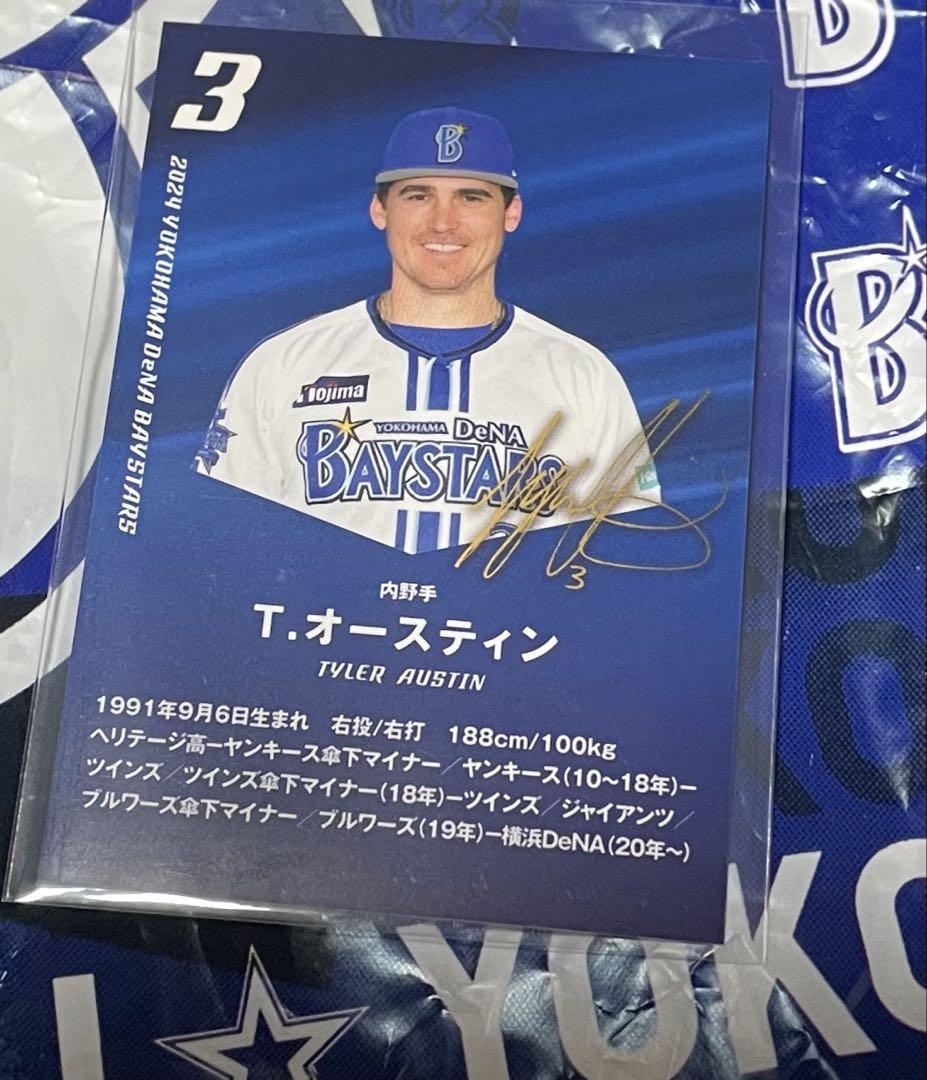 3
2024 YOKOHAMA DeNA BAYSTARS
B
Nojima
YOKOHAMA DeNA
BAYSTARS
3
内野手
T.オースティン
TYLER AUSTIN
1991年9月6日生まれ 右投/右打 188cm/100kg
ヘリテージ高ーヤンキース傘下マイナー/ヤンキース(10〜18年)ー
ツインズ/ツインズ傘下マイナー(18年)ーツインズ/ジャイアンツ/
ブルワーズ傘下マイナー/ブルワーズ(19年)ー横浜DeNA(20年〜)
B
B
I☆YOKO